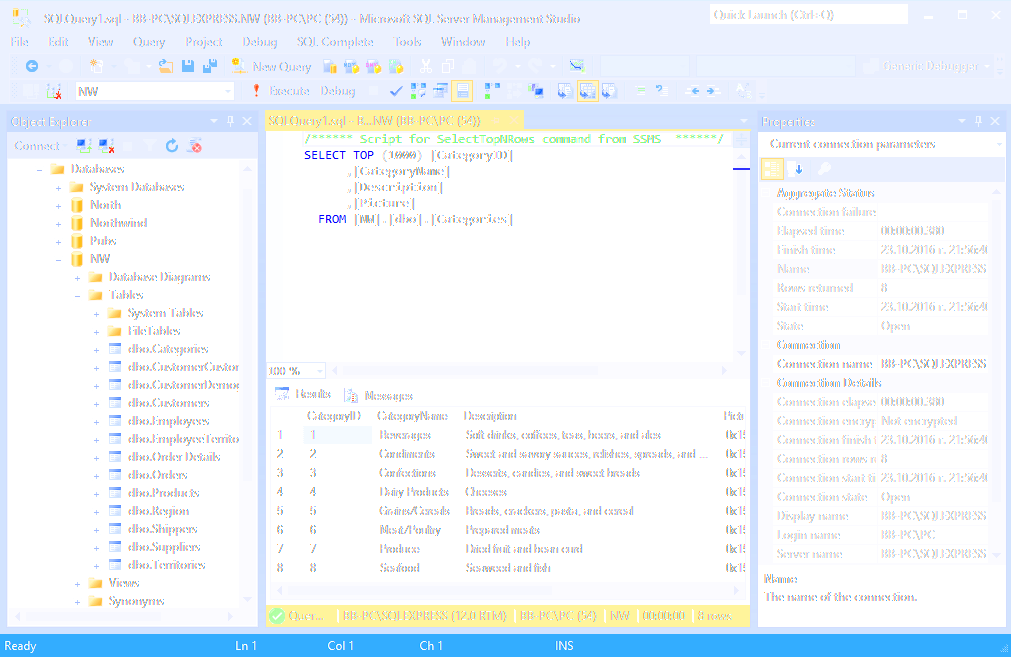 SQLQuery1.sql - BB-PC\SQLEXPRESS.NW (BB-PC\PC (54)) - Microsoft SQL Server Management Studio
Quick Launch (Ctrl+Q)
File Edit View Query Project Debug SQL Complete Tools Window Help
New Query
Generic Debugger
NW
Execute Debug
Object Explorer
Connect
Databases
System Databases
North
Northwind
Pubs
NW
Database Diagrams
Tables
System Tables
FileTables
dbo.Categories
dbo.CustomerCustor
dbo.CustomerDemog
dbo.Customers
dbo.Employees
dbo.EmployeeTerrito
dbo.Order Details
dbo.Orders
dbo.Products
dbo.Region
dbo.Shippers
dbo.Suppliers
dbo.Territories
Views
Synonyms
SQLQuery1.sql - B...NW (BB-PC\PC (54))
/****** Script for SelectTopNRows command from SSMS ******/
SELECT TOP (1000) [CategoryID]
,[CategoryName]
,[Description]
,[Picture]
FROM [NW].[dbo].[Categories]
100 %
Results Messages
CategoryID CategoryName Description Pict
1 1 Beverages Soft drinks, coffees, teas, beers, and ales 0x15
2 2 Condiments Sweet and savory sauces, relishes, spreads, and ... 0x15
3 3 Confections Desserts, candies, and sweet breads 0x15
4 4 Dairy Products Cheeses 0x15
5 5 Grains/Cereals Breads, crackers, pasta, and cereal 0x15
6 6 Meat/Poultry Prepared meats 0x15
7 7 Produce Dried fruit and bean curd 0x15
8 8 Seafood Seaweed and fish 0x15
Quer... BB-PC\SQLEXPRESS (12.0 RTM) BB-PC\PC (54) NW 00:00:00 8 rows
Properties
Current connection parameters
Aggregate Status
Connection failure
Elapsed time 00:00:00.380
Finish time 23.10.2016 г. 21:56:40
Name BB-PC\SQLEXPRESS
Rows returned 8
Start time 23.10.2016 г. 21:56:40
State Open
Connection
Connection name BB-PC\SQLEXPRESS
Connection Details
Connection elapse 00:00:00.380
Connection encryp Not encrypted
Connection finish t 23.10.2016 г. 21:56:40
Connection rows r 8
Connection start ti 23.10.2016 г. 21:56:40
Connection state Open
Display name BB-PC\SQLEXPRESS
Login name BB-PC\PC
Server name BB-PC\SQLEXPRESS
Name
The name of the connection.
Ready Ln 1 Col 1 Ch 1 INS